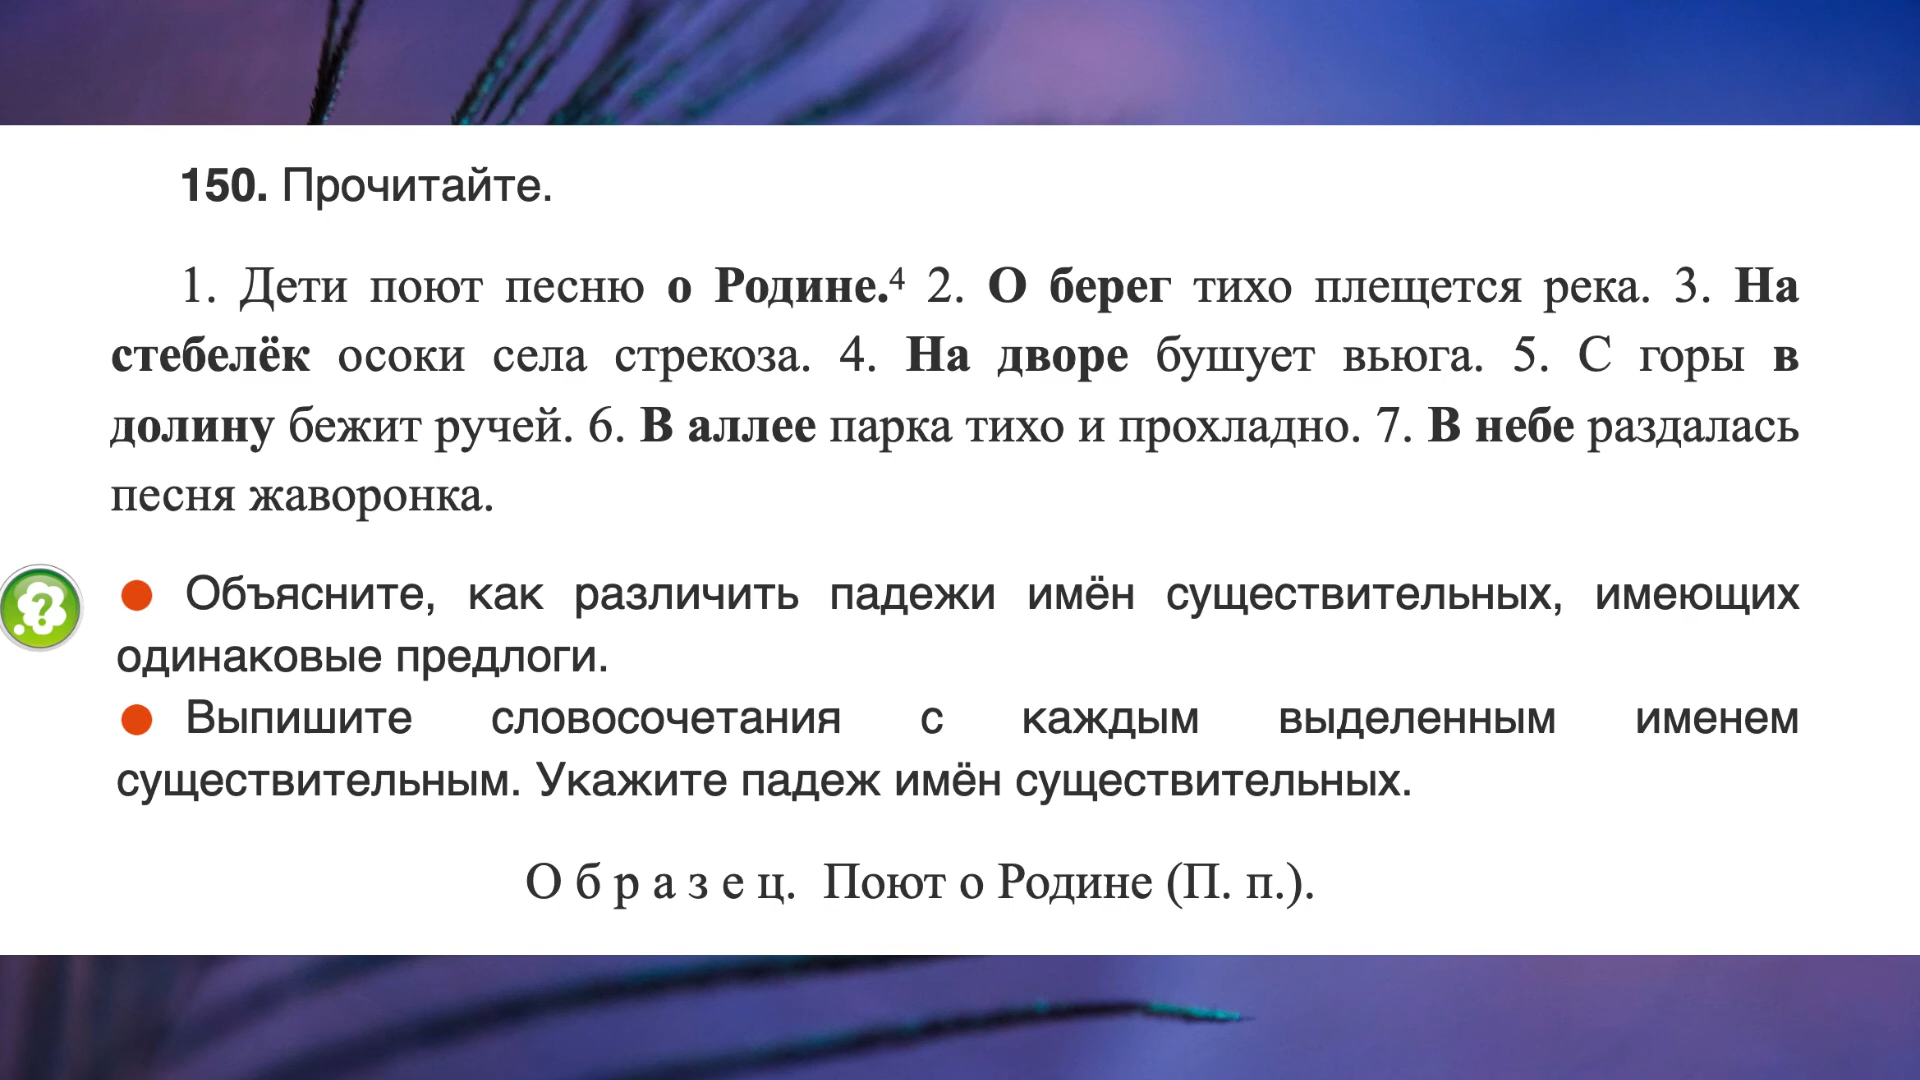 150. Прочитайте.
1. Дети поют песню о Родине.⁴ 2. О берег тихо плещется река. 3. На
стебелёк осоки села стрекоза. 4. На дворе бушует вьюга. 5. С горы в
долину бежит ручей. 6. В аллее парка тихо и прохладно. 7. В небе раздалась
песня жаворонка.
?
● Объясните, как различить падежи имён существительных, имеющих
одинаковые предлоги.
● Выпишите словосочетания с каждым выделенным именем
существительным. Укажите падеж имён существительных.
О б р а з е ц. Поют о Родине (П. п.).